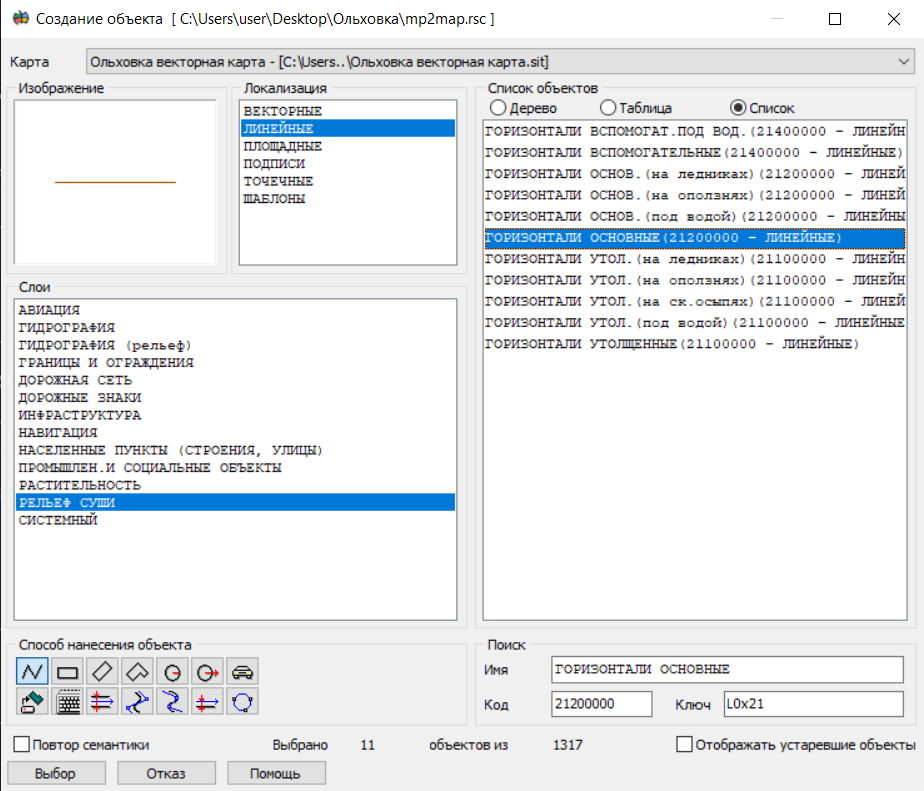 Создание объекта [ C:\Users\user\Desktop\Ольховка\mp2map.rsc ]
Карта
Ольховка векторная карта - [C:\Users..\Ольховка векторная карта.sit]
Изображение
Локализация
ВЕКТОРНЫЕ
ЛИНЕЙНЫЕ
ПЛОЩАДНЫЕ
ПОДПИСИ
ТОЧЕЧНЫЕ
ШАБЛОНЫ
Список объектов
Дерево Таблица Список
ГОРИЗОНТАЛИ ВСПОМОГАТ.ПОД ВОД.(21400000 - ЛИНЕЙН
ГОРИЗОНТАЛИ ВСПОМОГАТЕЛЬНЫЕ(21400000 - ЛИНЕЙНЫЕ)
ГОРИЗОНТАЛИ ОСНОВ.(на ледниках)(21200000 - ЛИНЕЙ
ГОРИЗОНТАЛИ ОСНОВ.(на оползнях)(21200000 - ЛИНЕЙ
ГОРИЗОНТАЛИ ОСНОВ.(под водой)(21200000 - ЛИНЕЙНЫ
ГОРИЗОНТАЛИ ОСНОВНЫЕ(21200000 - ЛИНЕЙНЫЕ)
ГОРИЗОНТАЛИ УТОЛ.(на ледниках)(21100000 - ЛИНЕЙН
ГОРИЗОНТАЛИ УТОЛ.(на оползнях)(21100000 - ЛИНЕЙН
ГОРИЗОНТАЛИ УТОЛ.(на ск.осыпях)(21100000 - ЛИНЕЙ
ГОРИЗОНТАЛИ УТОЛ.(под водой)(21100000 - ЛИНЕЙНЫЕ
ГОРИЗОНТАЛИ УТОЛЩЕННЫЕ(21100000 - ЛИНЕЙНЫЕ)
Слои
АВИАЦИЯ
ГИДРОГРАФИЯ
ГИДРОГРАФИЯ (рельеф)
ГРАНИЦЫ И ОГРАЖДЕНИЯ
ДОРОЖНАЯ СЕТЬ
ДОРОЖНЫЕ ЗНАКИ
ИНФРАСТРУКТУРА
НАВИГАЦИЯ
НАСЕЛЕННЫЕ ПУНКТЫ (СТРОЕНИЯ, УЛИЦЫ)
ПРОМЫШЛЕН.И СОЦИАЛЬНЫЕ ОБЪЕКТЫ
РАСТИТЕЛЬНОСТЬ
РЕЛЬЕФ СУШИ
СИСТЕМНЫЙ
Способ нанесения объекта
Поиск
Имя ГОРИЗОНТАЛИ ОСНОВНЫЕ
Код 21200000 Ключ L0x21
Повтор семантики Выбрано 11 объектов из 1317 Отображать устаревшие объекты
Выбор Отказ Помощь